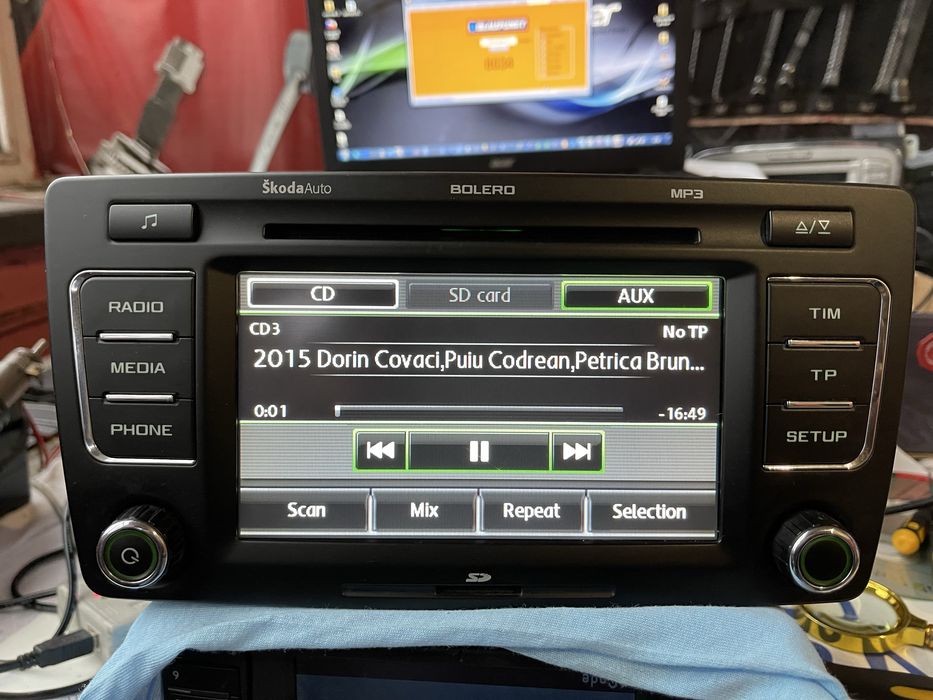 ŠkodaAuto BOLERO MP3
CD SD card AUX
RADIO
TIM
CD3 No TP
2015 Dorin Covaci,Puiu Codrean,Petrica Brun...
MEDIA
TP
0:01 -16:49
PHONE
SETUP
Scan Mix Repeat Selection
SD
9